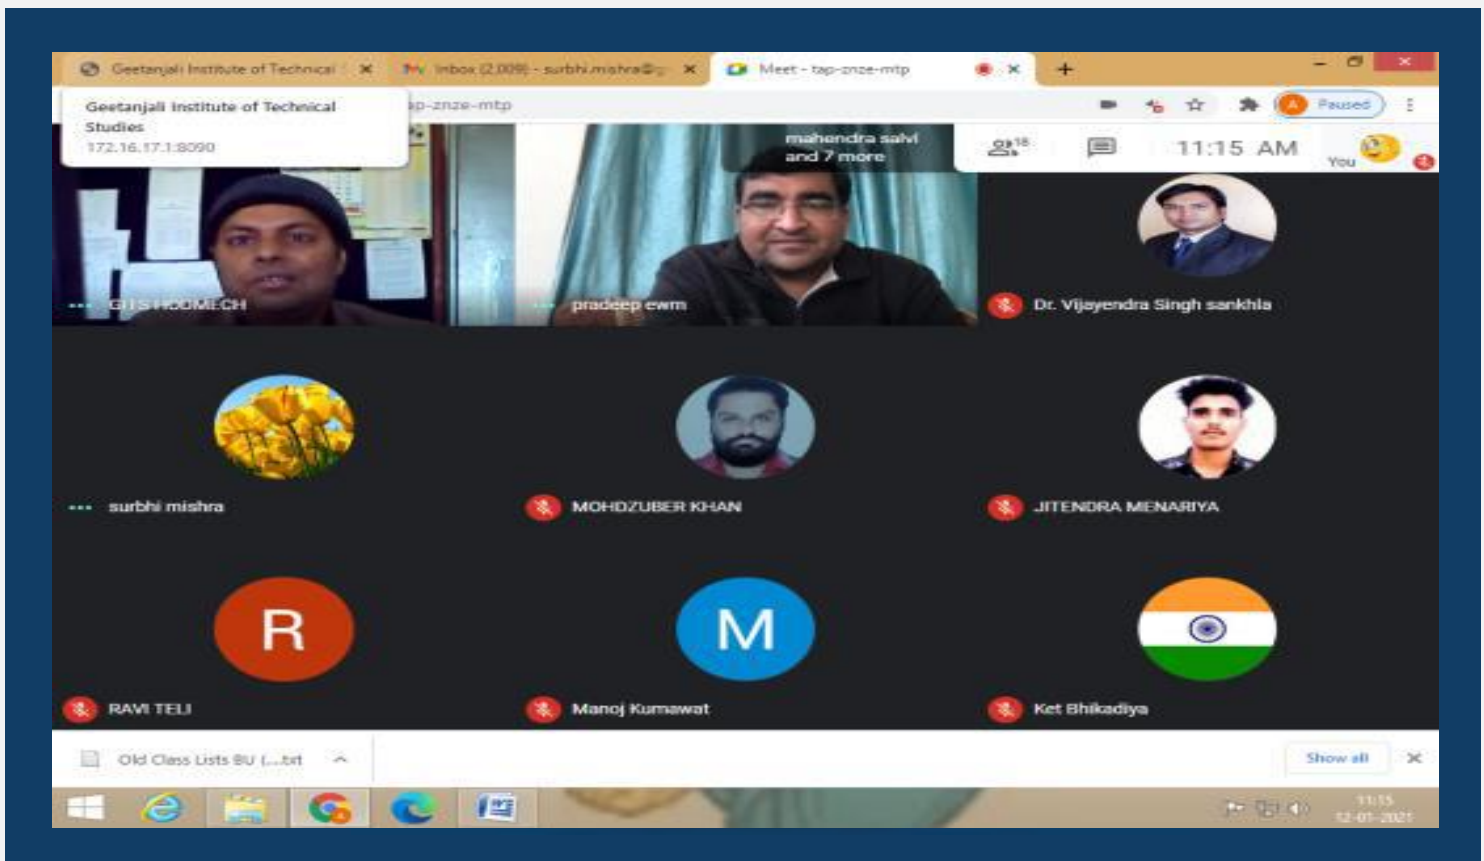 Geetanjali Institute of Technical
Inbox (2,009) - surbhi.mishra@g
Meet - tap-znze-mtp
Geetanjali Institute of Technical
Studies
172.16.17.1:8090
ap-znze-mtp
A Paused
mahendra salvi
and 7 more
18
11:15 AM
You
GITS HODMECH
pradeep ewm
Dr. Vijayendra Singh sankhla
surbhi mishra
MOHDZUBER KHAN
JITENDRA MENARIYA
R
M
RAVI TELI
Manoj Kumawat
Ket Bhikadiya
Old Class Lists BU (....txt
Show all
11:15
12-01-2021